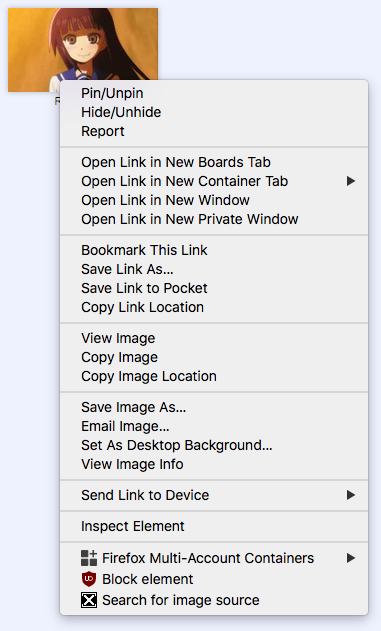 R
Pin/Unpin
Hide/Unhide
Report
Open Link in New Boards Tab
Open Link in New Container Tab
Open Link in New Window
Open Link in New Private Window
Bookmark This Link
Save Link As...
Save Link to Pocket
Copy Link Location
View Image
Copy Image
Copy Image Location
Save Image As...
Email Image...
Set As Desktop Background...
View Image Info
Send Link to Device
Inspect Element
Firefox Multi-Account Containers
Block element
Search for image source